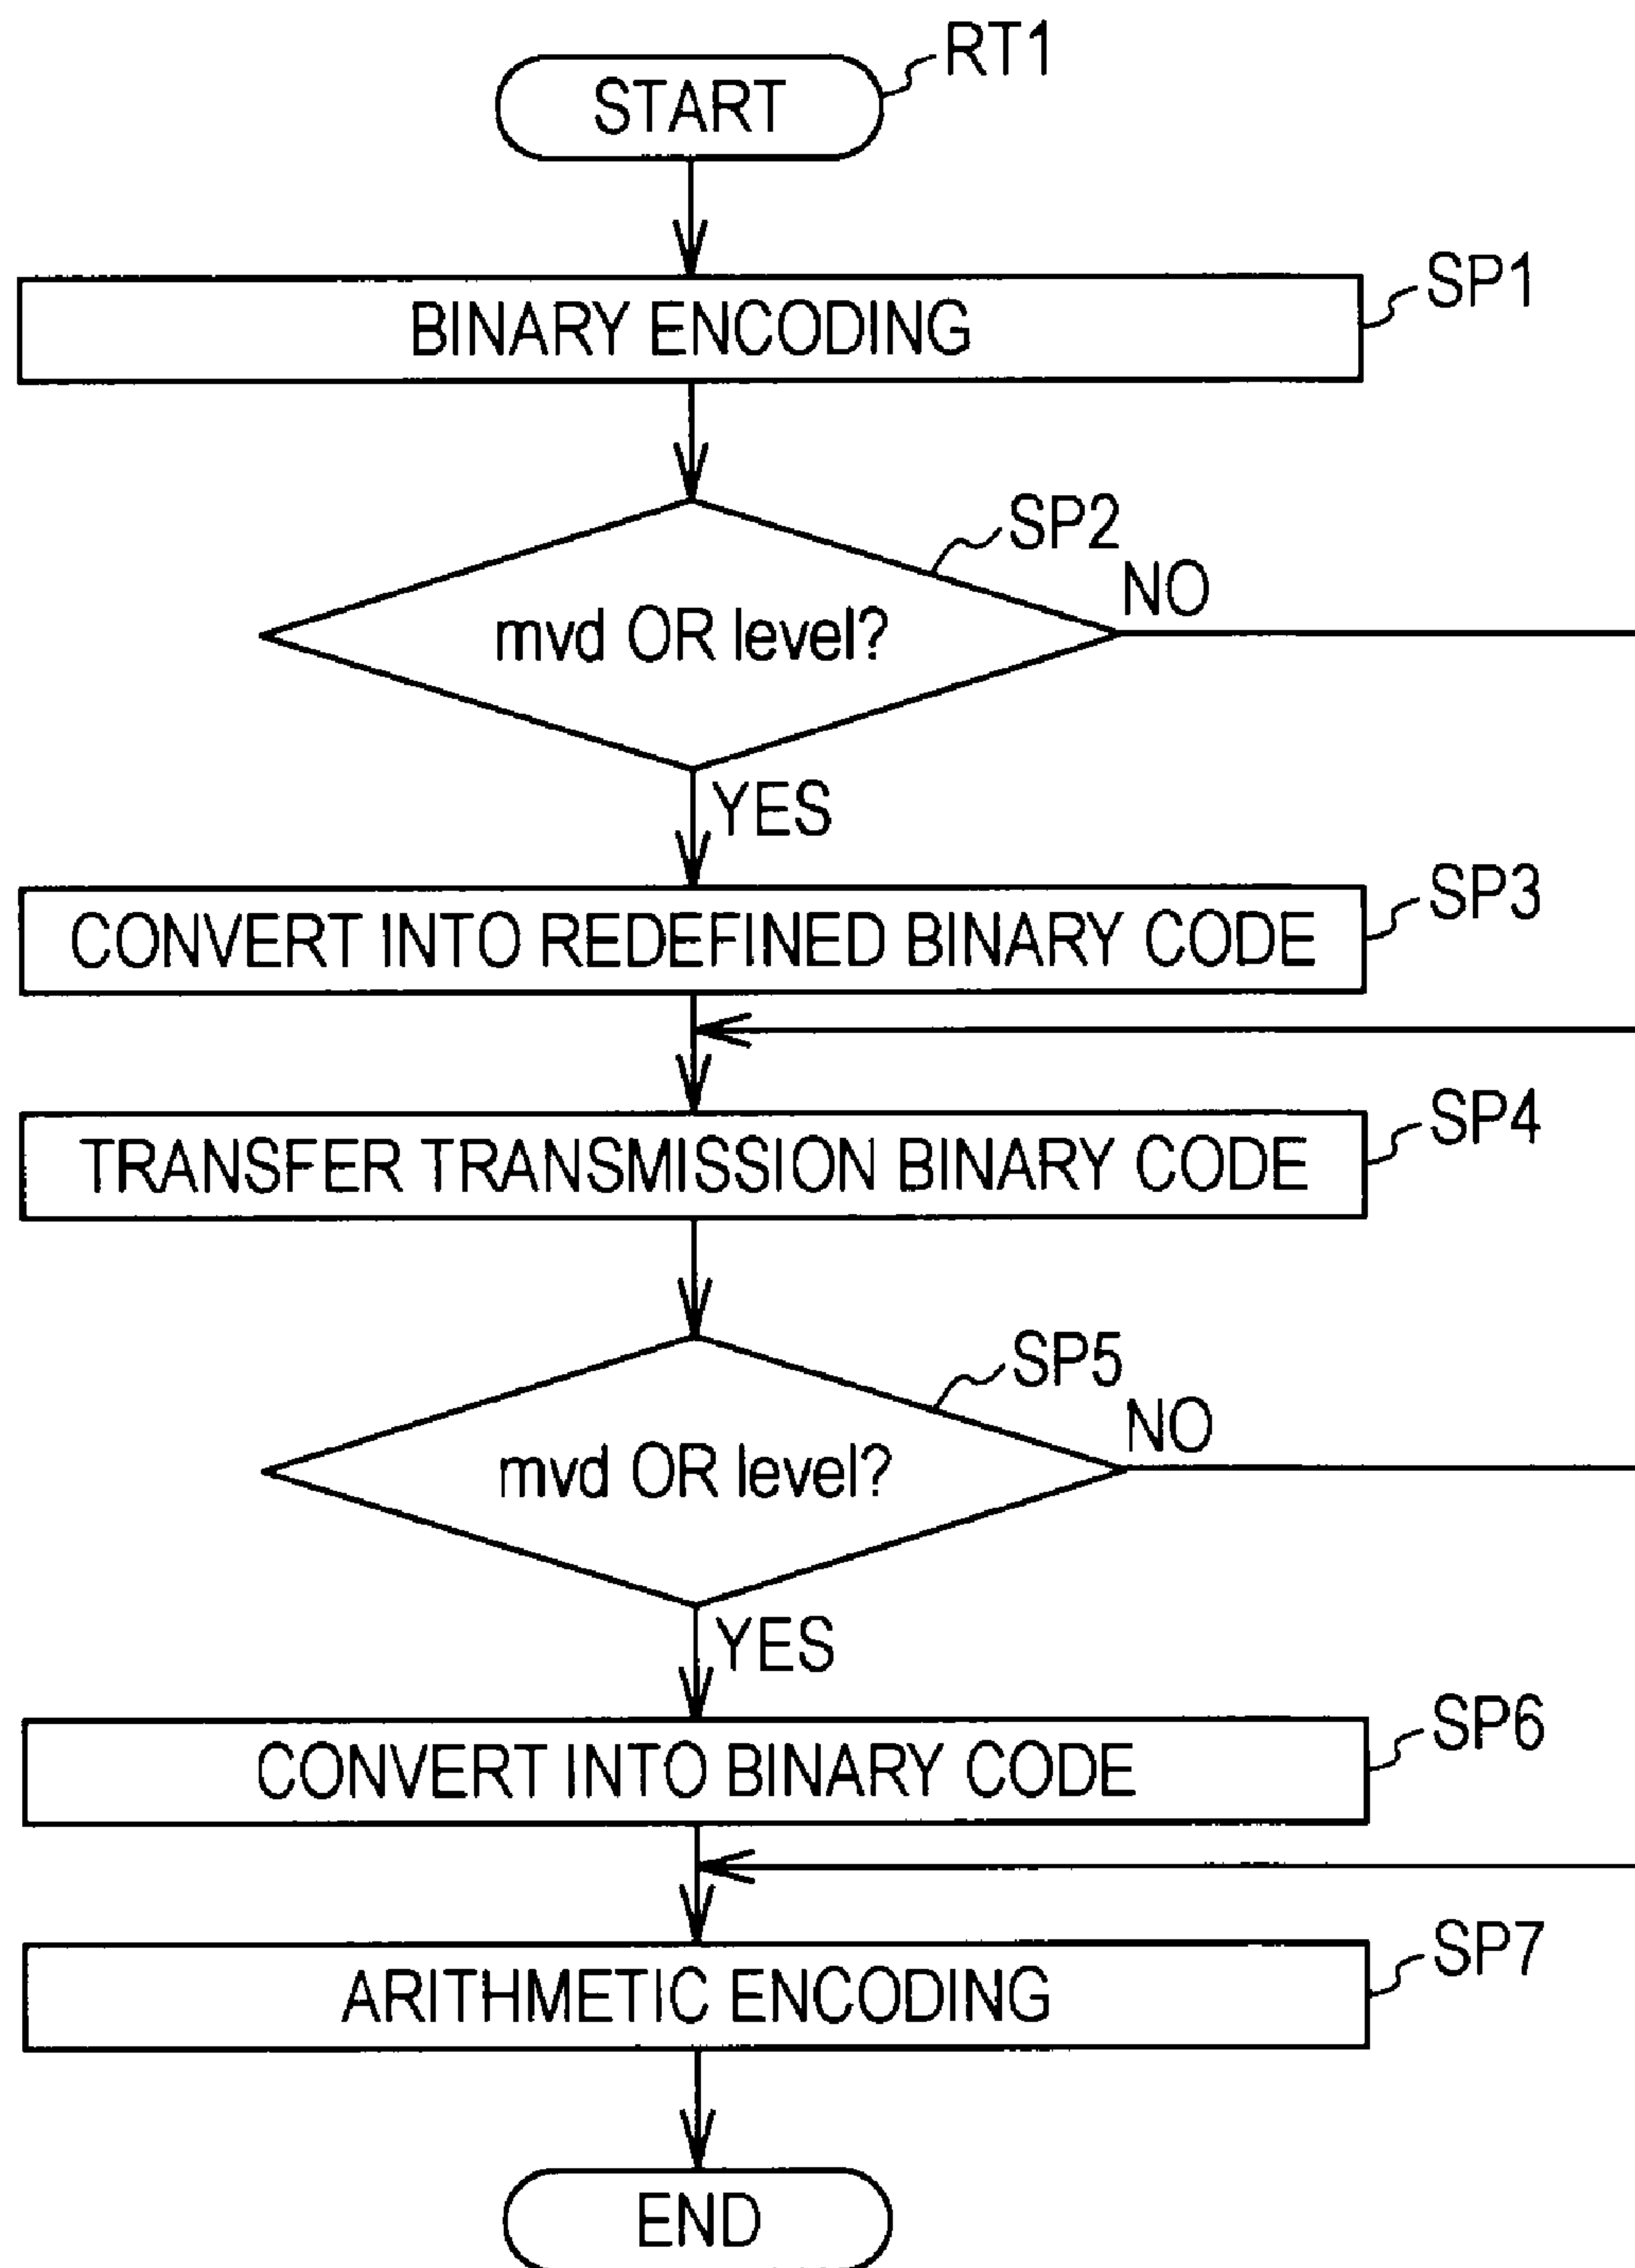 RT1
START
SP1
BINARY ENCODING
SP2
NO
mvd OR level?
YES
SP3
CONVERT INTO REDEFINED BINARY CODE
SP4
TRANSFER TRANSMISSION BINARY CODE
SP5
NO
mvd OR level?
YES
SP6
CONVERT INTO BINARY CODE
SP7
ARITHMETIC ENCODING
END